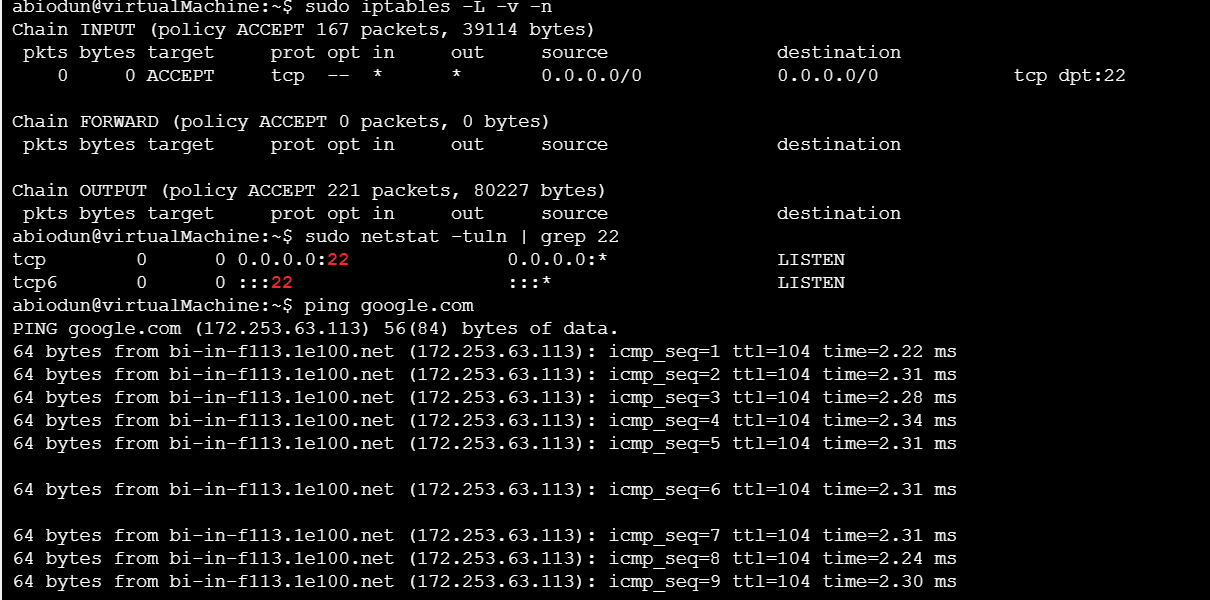 abiodun@virtualMachine:~$ sudo iptables -L -v -n
Chain INPUT (policy ACCEPT 167 packets, 39114 bytes)
 pkts bytes target     prot opt in     out     source               destination
    0     0 ACCEPT     tcp  --  *      *       0.0.0.0/0            0.0.0.0/0            tcp dpt:22
Chain FORWARD (policy ACCEPT 0 packets, 0 bytes)
 pkts bytes target     prot opt in     out     source               destination
Chain OUTPUT (policy ACCEPT 221 packets, 80227 bytes)
 pkts bytes target     prot opt in     out     source               destination
abiodun@virtualMachine:~$ sudo netstat -tuln | grep 22
tcp        0      0 0.0.0.0:22              0.0.0.0:*               LISTEN
tcp6       0      0 :::22                   :::*                    LISTEN
abiodun@virtualMachine:~$ ping google.com
PING google.com (172.253.63.113) 56(84) bytes of data.
64 bytes from bi-in-f113.1e100.net (172.253.63.113): icmp_seq=1 ttl=104 time=2.22 ms
64 bytes from bi-in-f113.1e100.net (172.253.63.113): icmp_seq=2 ttl=104 time=2.31 ms
64 bytes from bi-in-f113.1e100.net (172.253.63.113): icmp_seq=3 ttl=104 time=2.28 ms
64 bytes from bi-in-f113.1e100.net (172.253.63.113): icmp_seq=4 ttl=104 time=2.34 ms
64 bytes from bi-in-f113.1e100.net (172.253.63.113): icmp_seq=5 ttl=104 time=2.31 ms
64 bytes from bi-in-f113.1e100.net (172.253.63.113): icmp_seq=6 ttl=104 time=2.31 ms
64 bytes from bi-in-f113.1e100.net (172.253.63.113): icmp_seq=7 ttl=104 time=2.31 ms
64 bytes from bi-in-f113.1e100.net (172.253.63.113): icmp_seq=8 ttl=104 time=2.24 ms
64 bytes from bi-in-f113.1e100.net (172.253.63.113): icmp_seq=9 ttl=104 time=2.30 ms